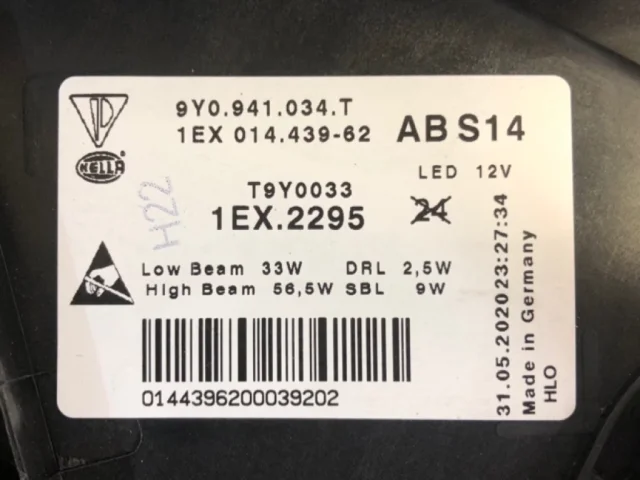 9Y0.941.034.T
1EX 014.439-62
AB S14
HELLA
LED 12V
T9Y0033
1EX.2295
24
H22
Low Beam 33W DRL 2,5W
High Beam 56,5W SBL 9W
0144396200039202
31.05.202023:27:34
Made in Germany
HLO